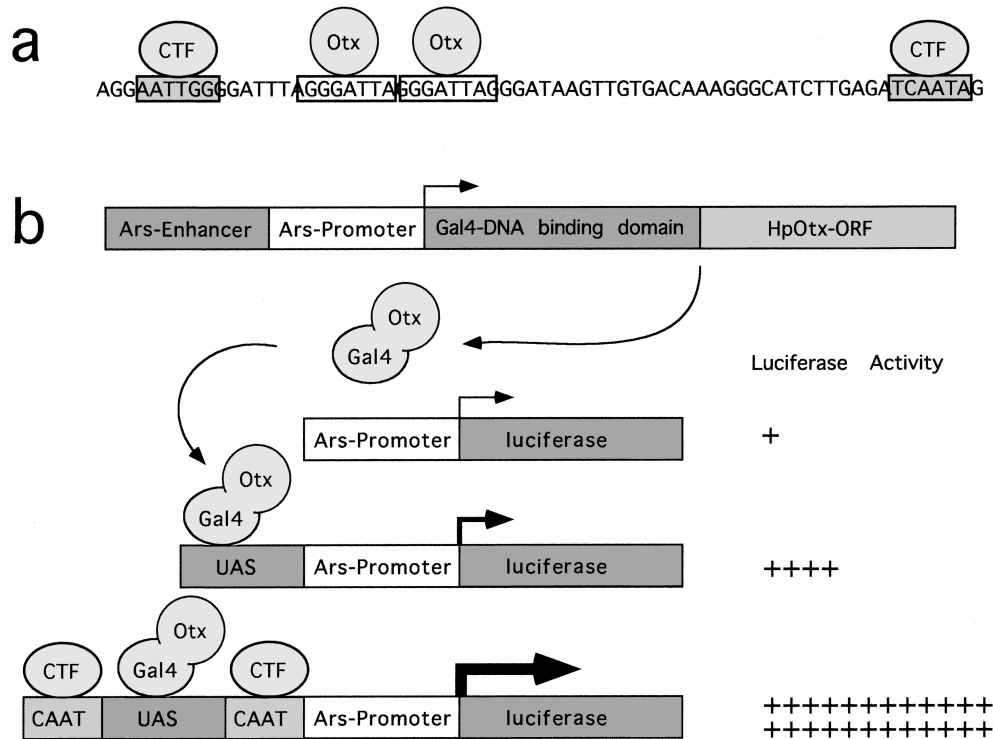 a
CTF Otx Otx CTF
AGGAATTGGGGATTTAGGGATTAGGGATTAGGGATAAGTTGTGACAAAGGGCATCTTGAGATCAATAG
b
Ars-Enhancer Ars-Promoter Gal4-DNA binding domain HpOtx-ORF
Otx
Gal4
Luciferase Activity
Ars-Promoter luciferase +
Otx
Gal4
UAS Ars-Promoter luciferase ++++
Otx
CTF Gal4 CTF
CAAT UAS CAAT Ars-Promoter luciferase ++++++++++++
++++++++++++